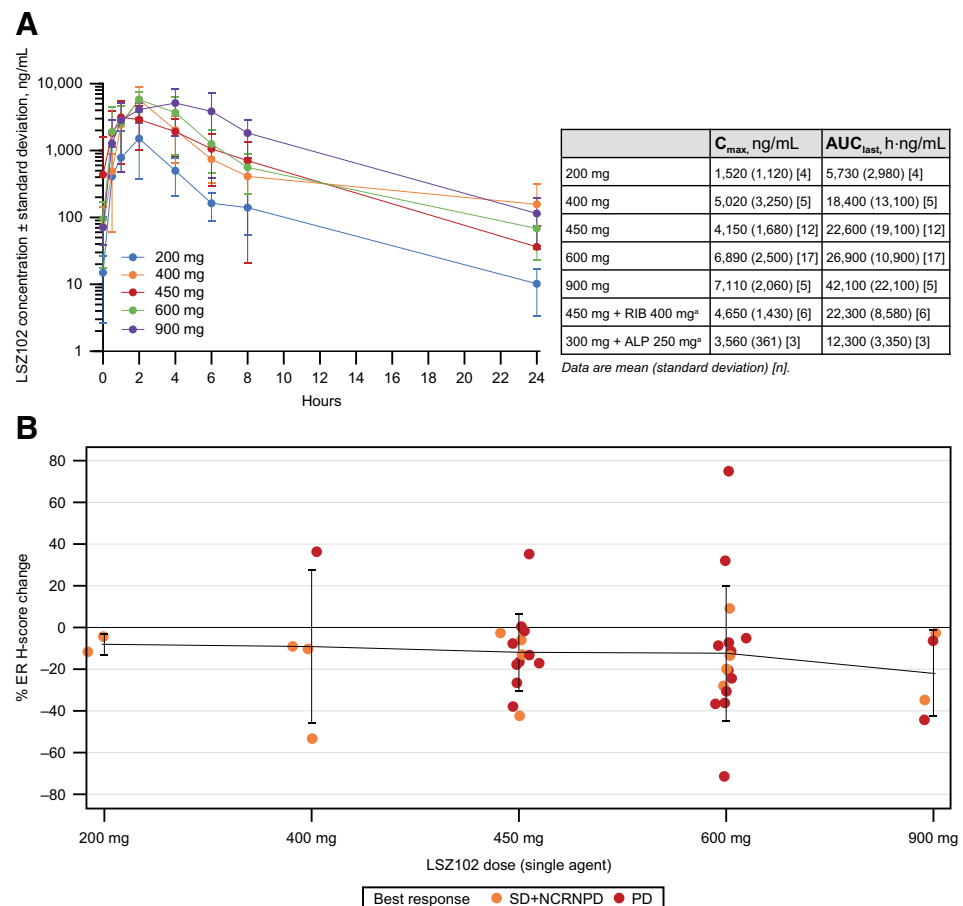 A
LSZ102 concentration ± standard deviation, ng/mL
10,000
1,000
100
10
1
0 2 4 6 8 10 12 14 16 18 20 22 24
Hours
200 mg
400 mg
450 mg
600 mg
900 mg
Cmax, ng/mL AUClast, h·ng/mL
200 mg 1,520 (1,120) [4] 5,730 (2,980) [4]
400 mg 5,020 (3,250) [5] 18,400 (13,100) [5]
450 mg 4,150 (1,680) [12] 22,600 (19,100) [12]
600 mg 6,890 (2,500) [17] 26,900 (10,900) [17]
900 mg 7,110 (2,060) [5] 42,100 (22,100) [5]
450 mg + RIB 400 mgª 4,650 (1,430) [6] 22,300 (8,580) [6]
300 mg + ALP 250 mgª 3,560 (361) [3] 12,300 (3,350) [3]
Data are mean (standard deviation) [n].
B
% ER H-score change
80
60
40
20
0
–20
–40
–60
–80
200 mg 400 mg 450 mg 600 mg 900 mg
LSZ102 dose (single agent)
Best response SD+NCRNPD PD